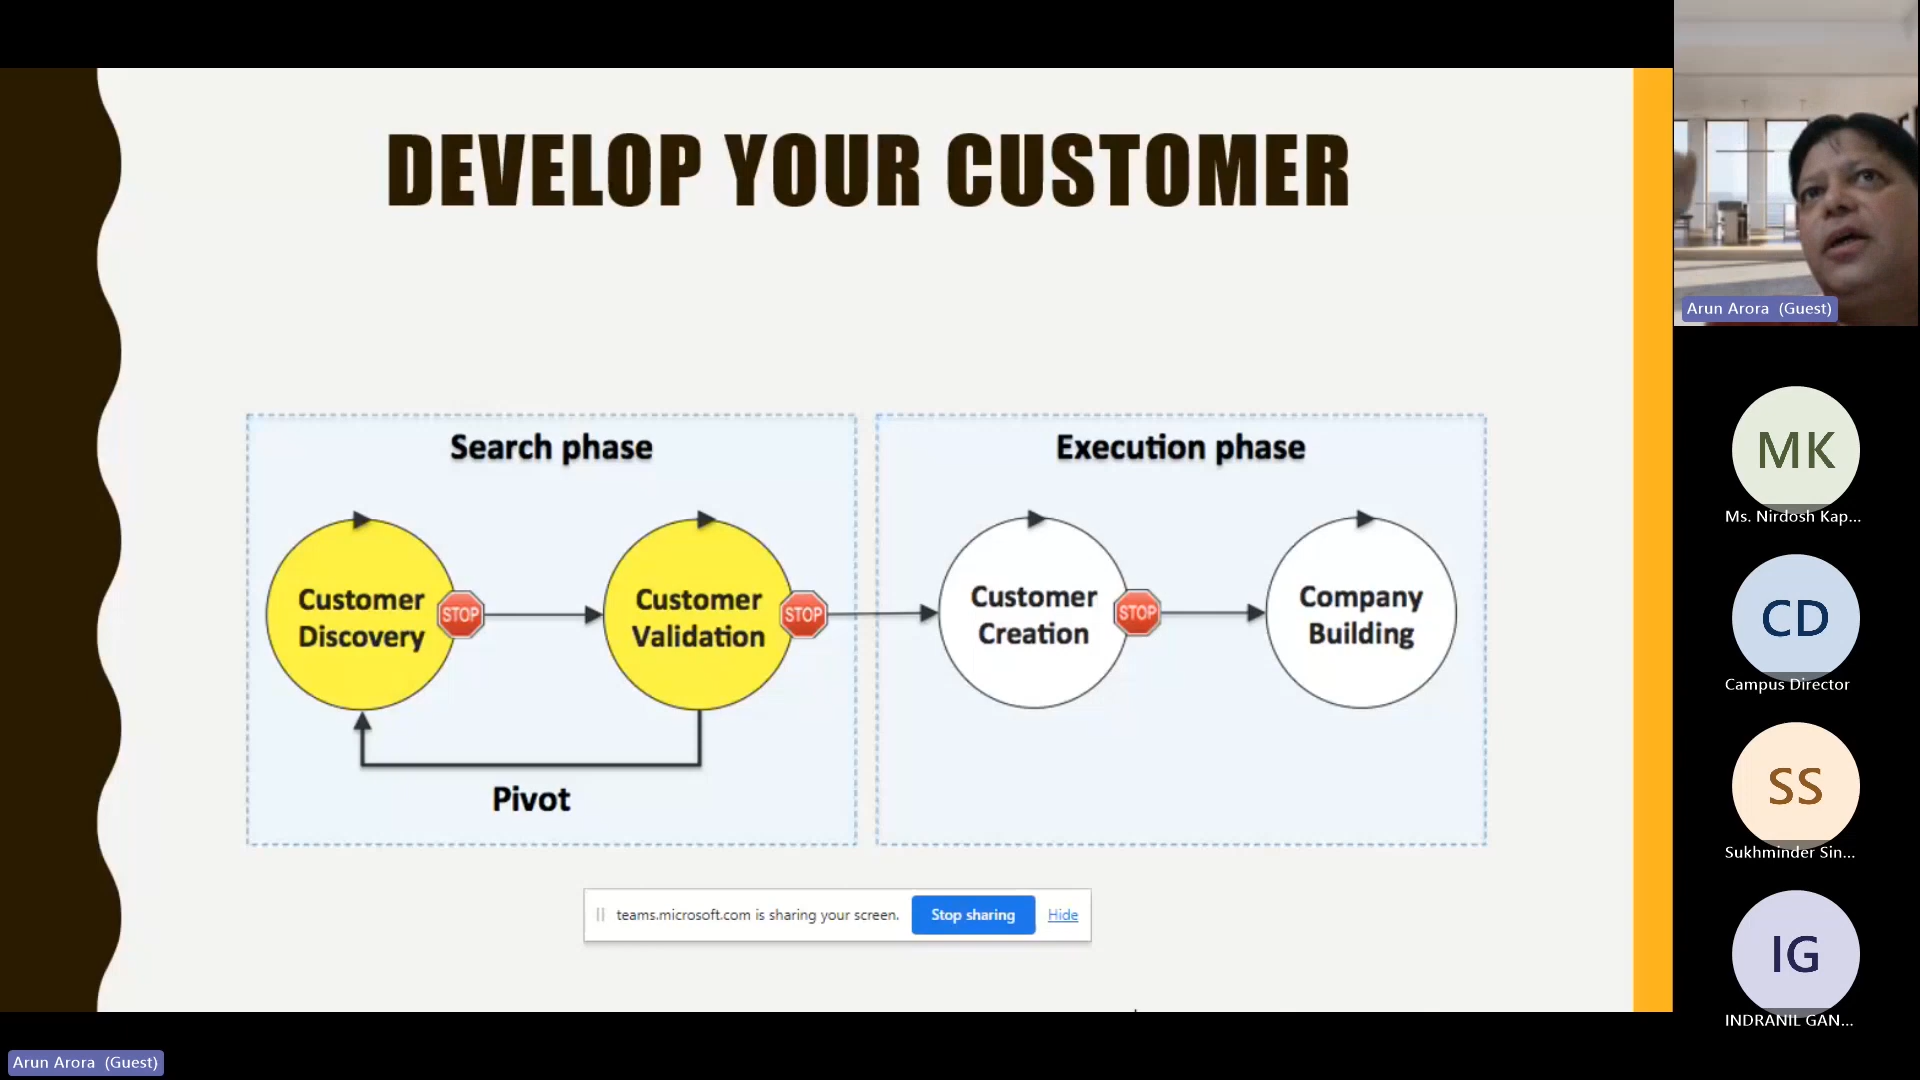 DEVELOP YOUR CUSTOMER
Search phase
Customer
Discovery
STOP
Customer
Validation
STOP
Pivot
Execution phase
Customer
Creation
STOP
Company
Building
teams.microsoft.com is sharing your screen.
Stop sharing
Hide
Arun Arora (Guest)
MK
Ms. Nirdosh Kap...
CD
Campus Director
SS
Sukhminder Sin...
IG
INDRANIL GAN...
Arun Arora (Guest)